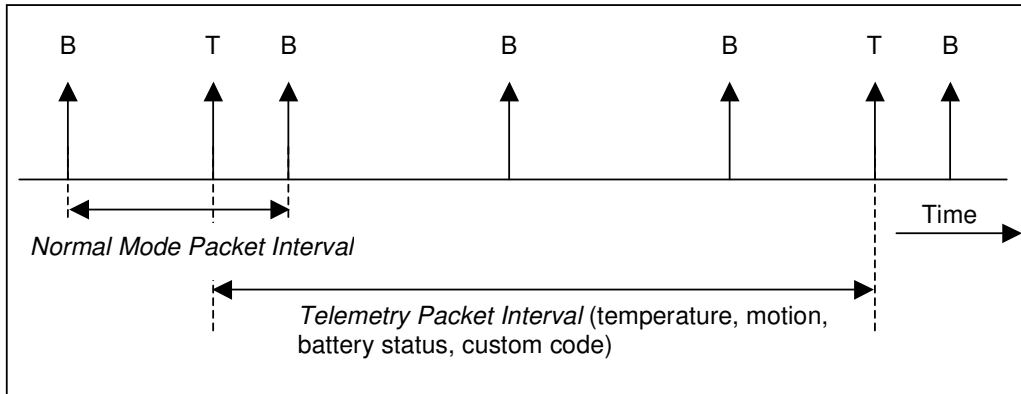 B T B B B T B
Time
Normal Mode Packet Interval
Telemetry Packet Interval (temperature, motion,
battery status, custom code)